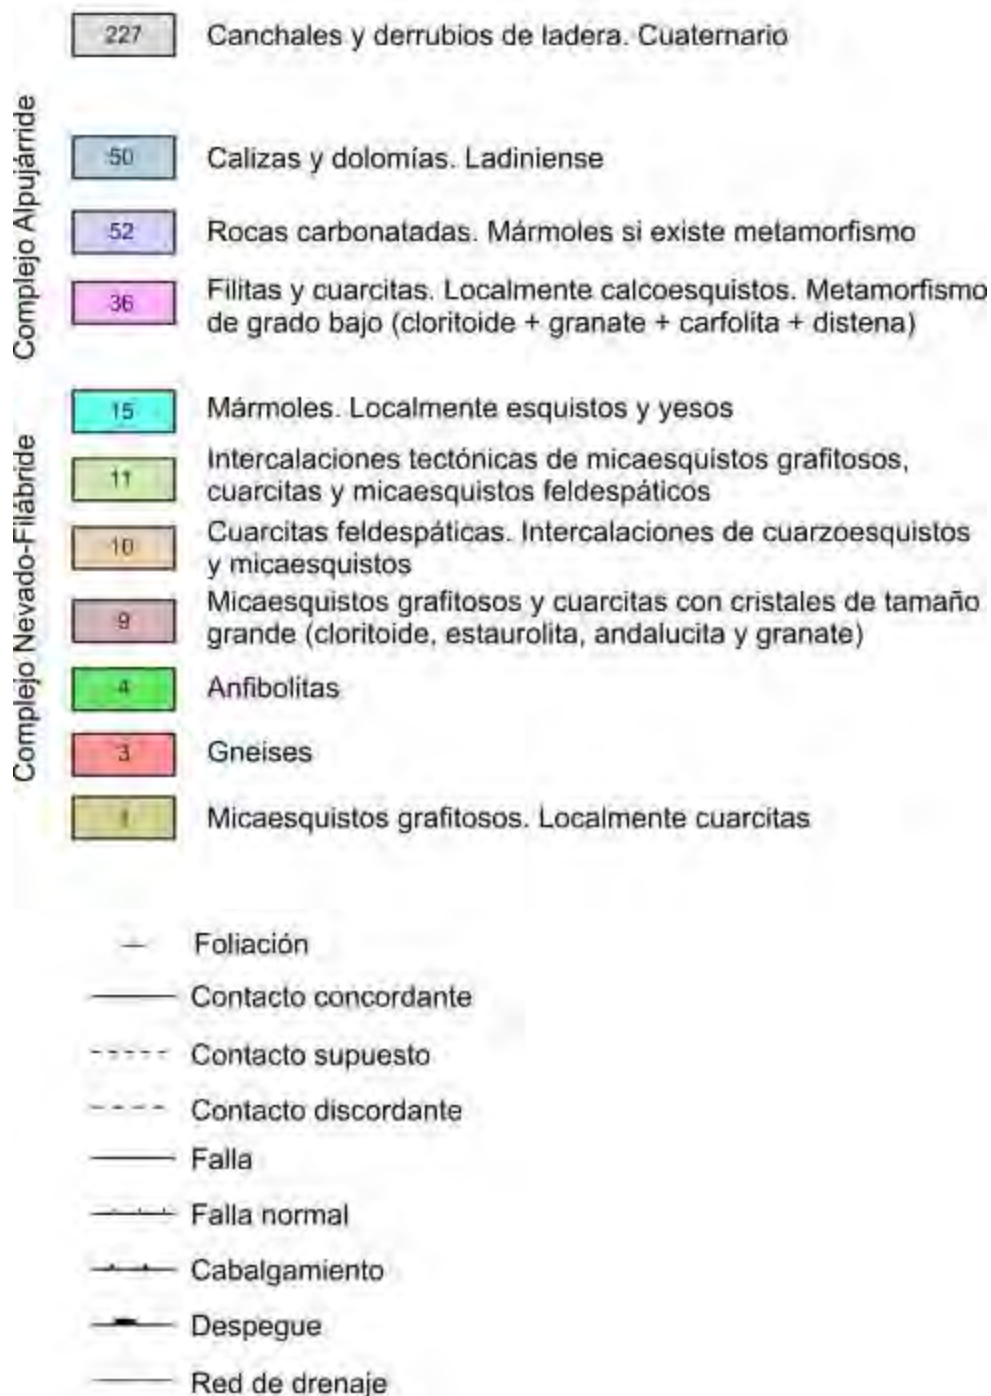 227 Canchales y derrubios de ladera. Cuaternario
Complejo Alpujárride
50 Calizas y dolomías. Ladiniense
52 Rocas carbonatadas. Mármoles si existe metamorfismo
36 Filitas y cuarcitas. Localmente calcoesquistos. Metamorfismo
de grado bajo (cloritoide + granate + carfolita + distena)
Complejo Nevado-Filábride
15 Mármoles. Localmente esquistos y yesos
11 Intercalaciones tectónicas de micaesquistos grafitosos,
cuarcitas y micaesquistos feldespáticos
10 Cuarcitas feldespáticas. Intercalaciones de cuarzoesquistos
y micaesquistos
9 Micaesquistos grafitosos y cuarcitas con cristales de tamaño
grande (cloritoide, estaurolita, andalucita y granate)
4 Anfibolitas
3 Gneises
1 Micaesquistos grafitosos. Localmente cuarcitas
Foliación
Contacto concordante
Contacto supuesto
Contacto discordante
Falla
Falla normal
Cabalgamiento
Despegue
Red de drenaje